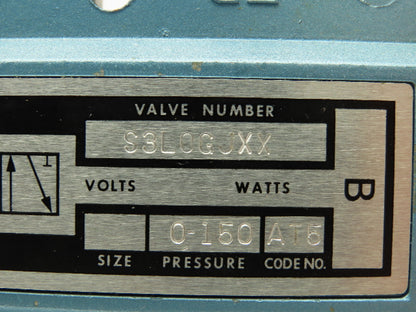 VALVE NUMBER
S3L0GJXX
VOLTS WATTS
B
0-150 AT5
SIZE PRESSURE CODE NO.